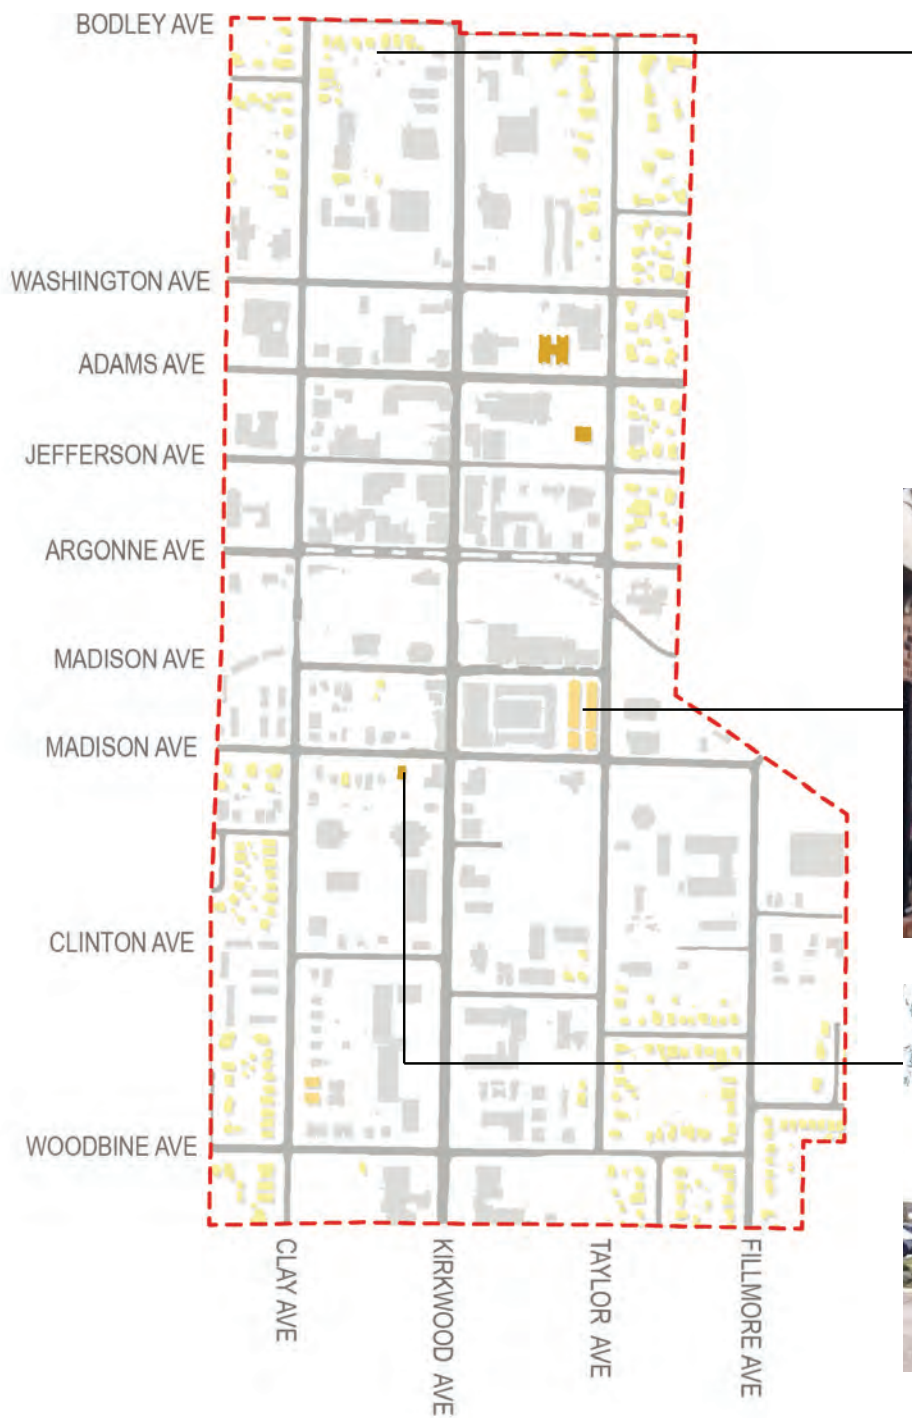 BODLEY AVE
WASHINGTON AVE
ADAMS AVE
JEFFERSON AVE
ARGONNE AVE
MADISON AVE
MADISON AVE
CLINTON AVE
WOODBINE AVE
CLAY AVE
KIRKWOOD AVE
TAYLOR AVE
FILLMORE AVE